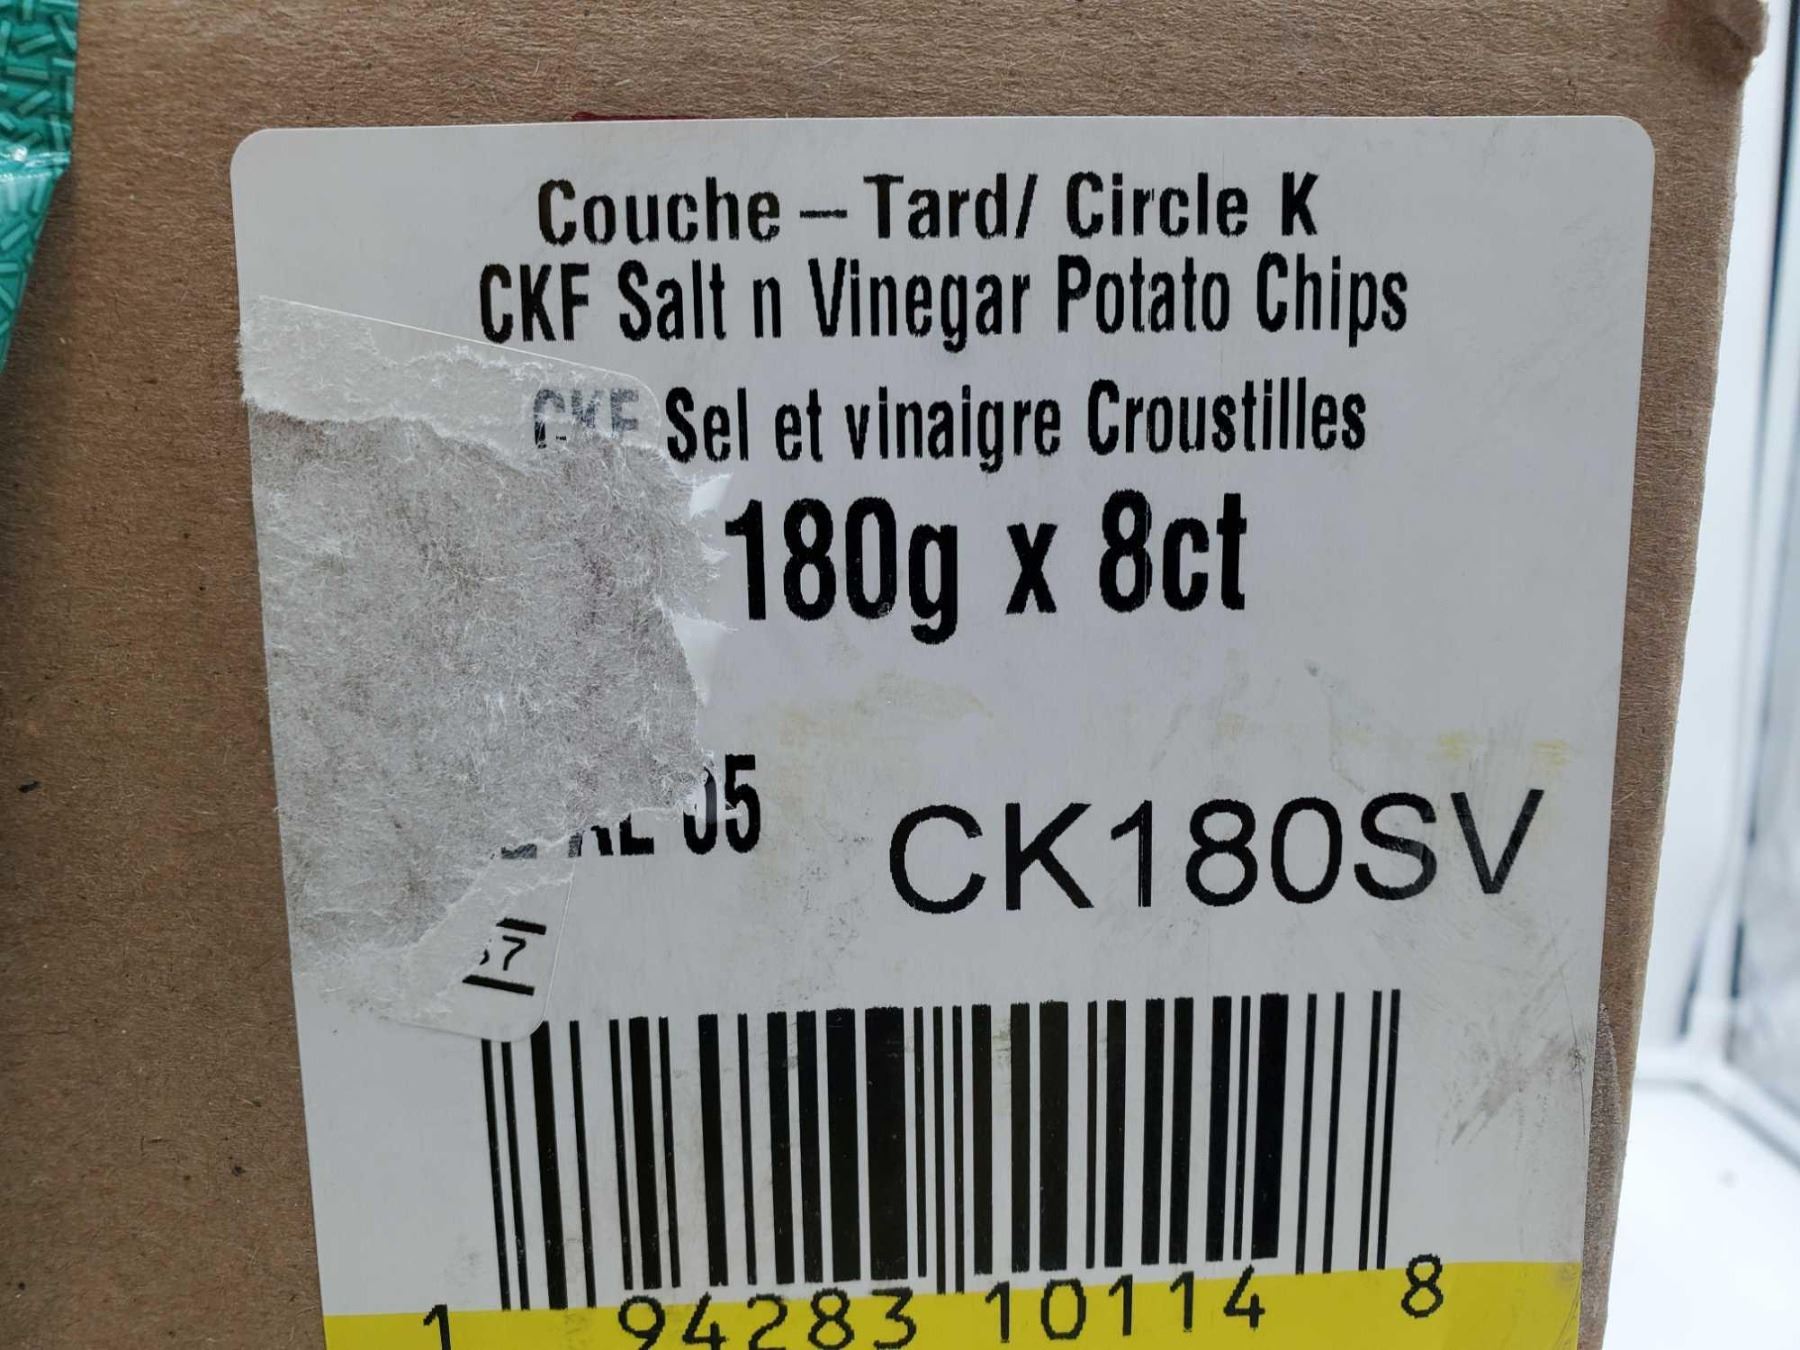 Couche – Tard/ Circle K
CKF Salt n Vinegar Potato Chips
CKF Sel et vinaigre Croustilles
180g x 8ct
CK180SV
1 94283 10114 8